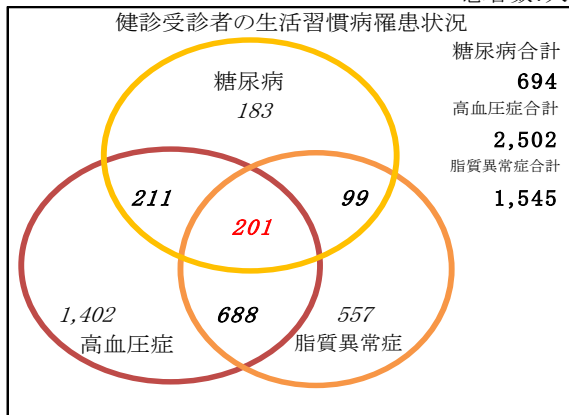 健診受診者の生活習慣病罹患状況
糖尿病合計
694
高血圧症合計
2,502
脂質異常症合計
1,545
糖尿病
183
211
99
201
1,402
高血圧症
688
557
脂質異常症